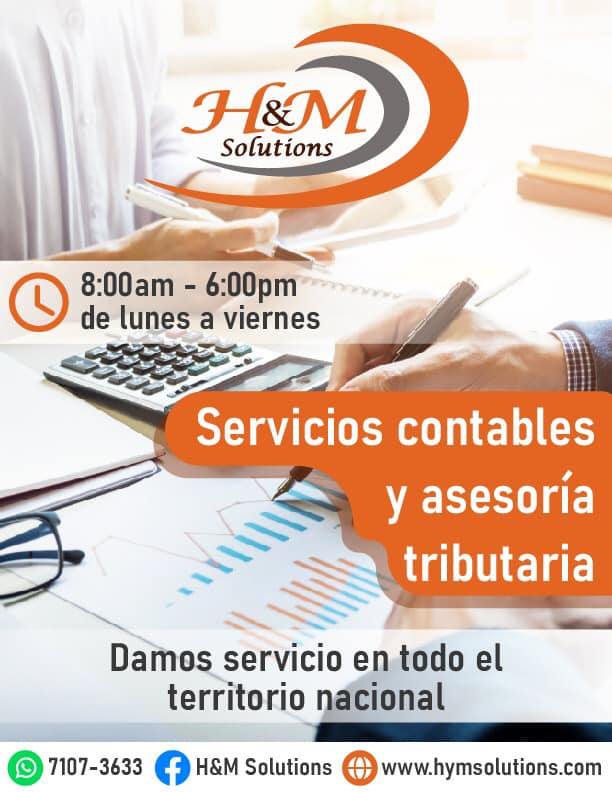 H&M
Solutions
8:00am - 6:00pm
de lunes a viernes
Servicios contables
y asesoría
tributaria
Damos servicio en todo el
territorio nacional
7107-3633 H&M Solutions www.hymsolutions.com